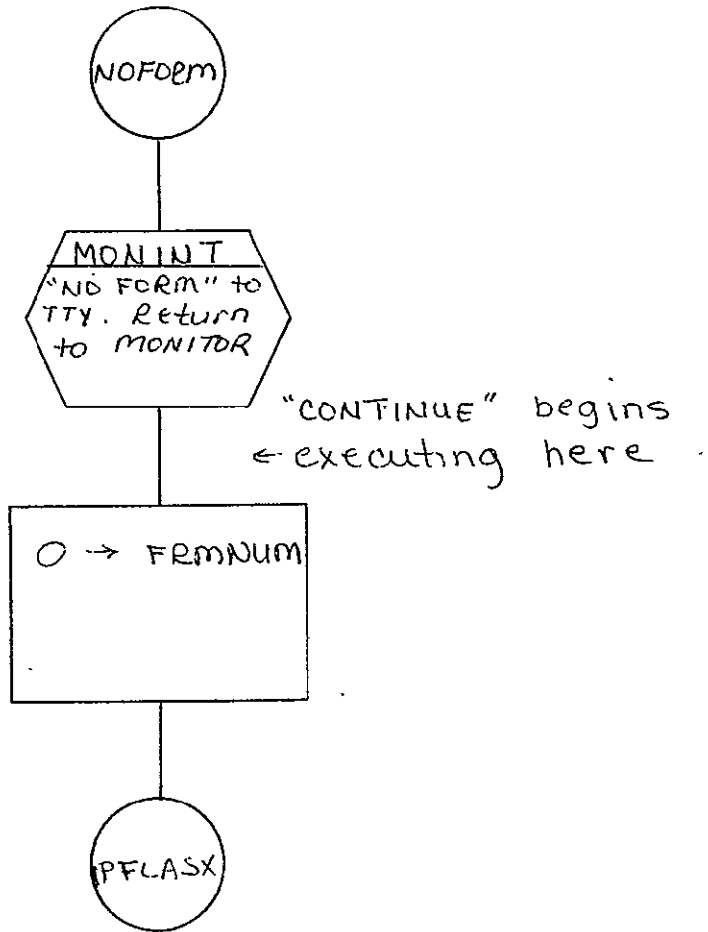 NOFORM
MONINT
"NO FORM" to
TTY. Return
to MONITOR
"CONTINUE" begins
← executing here
0 → FRMNUM
PFLASX